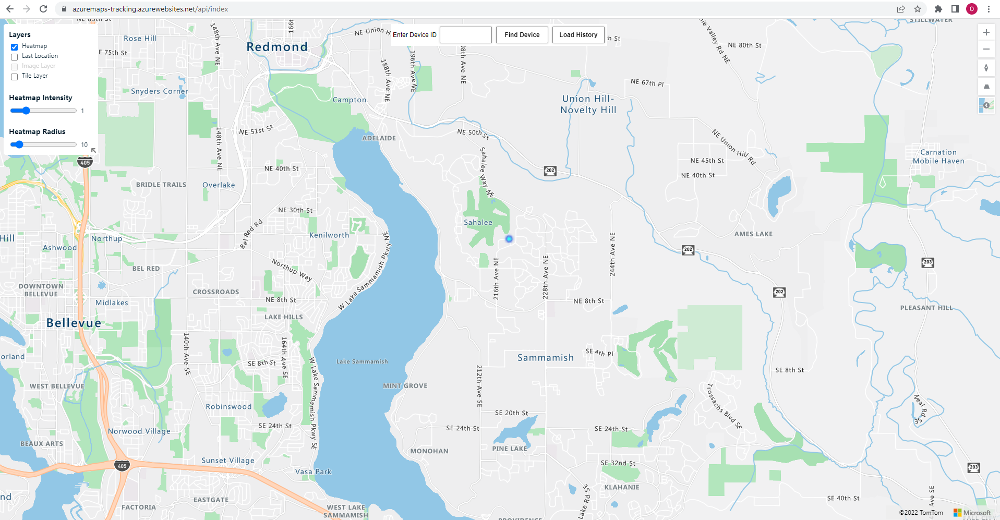 azuremaps-tracking.azurewebsites.net/api/index
O
Layers
Heatmap
Last Location
Image Layer
Tile Layer
Heatmap Intensity
1
Heatmap Radius
10
Enter Device ID
Find Device
Load History
NE 85th St
Rose Hill
148th Ave NE
Redmond
NE Union H
h St
STILLWATER
NE 80th St
E 75th St
196th Ave NE
188th Ave NE
NE 67th Pl
Snyders Corner
Campton
Union Hill-
Novelty Hill
NE 51st St
148th Ave NE
ADELAIDE
NE 50th St
NE Union Hill Rd
Sahalee Way NE
Carnation
Mobile Haven
405
NE 45th St
NE 40th St
202
NE 40th St
BRIDLE TRAILS
Overlake
NE 30th St
Sahalee
Bel Red Rd
Kenilworth
AMES LAKE
Hill
Northup
Ashwood
202
244th Ave NE
203
BEL RED
Northup Way
W Lake Sammamish Pkwy NE
216th Ave NE
228th Ave NE
DOWNTOWN
BELLEVUE
CROSSROADS
202
Midlakes
NE 8th St
NE 8th St
PLEASANT HILL
LAKE HILLS
Bellevue
140th Ave SE
164th Ave SE
orland
SE 8th St
Lake Sammamish
Sammamish
SE 4th Pl
SE 8th St
W Lake Sammamish Pkwy SE
212th Ave SE
WEST BELLEVUE
MINT GROVE
Trossachs Blvd SE
Robinswood
Neal Rd SE
SE 20th St
SE 24th St
SE 24th St
SE 24th St
Norwood Village
BEAUX ARTS
MONOHAN
PINE LAKE
Sunset Village
405
SE 32nd St
203
Vasa Park
KLAHANIE
nd
EASTGATE
FACTORIA
WEST LAKE
SAMMAMISH
SE 40th St
©2022 TomTom
Microsoft